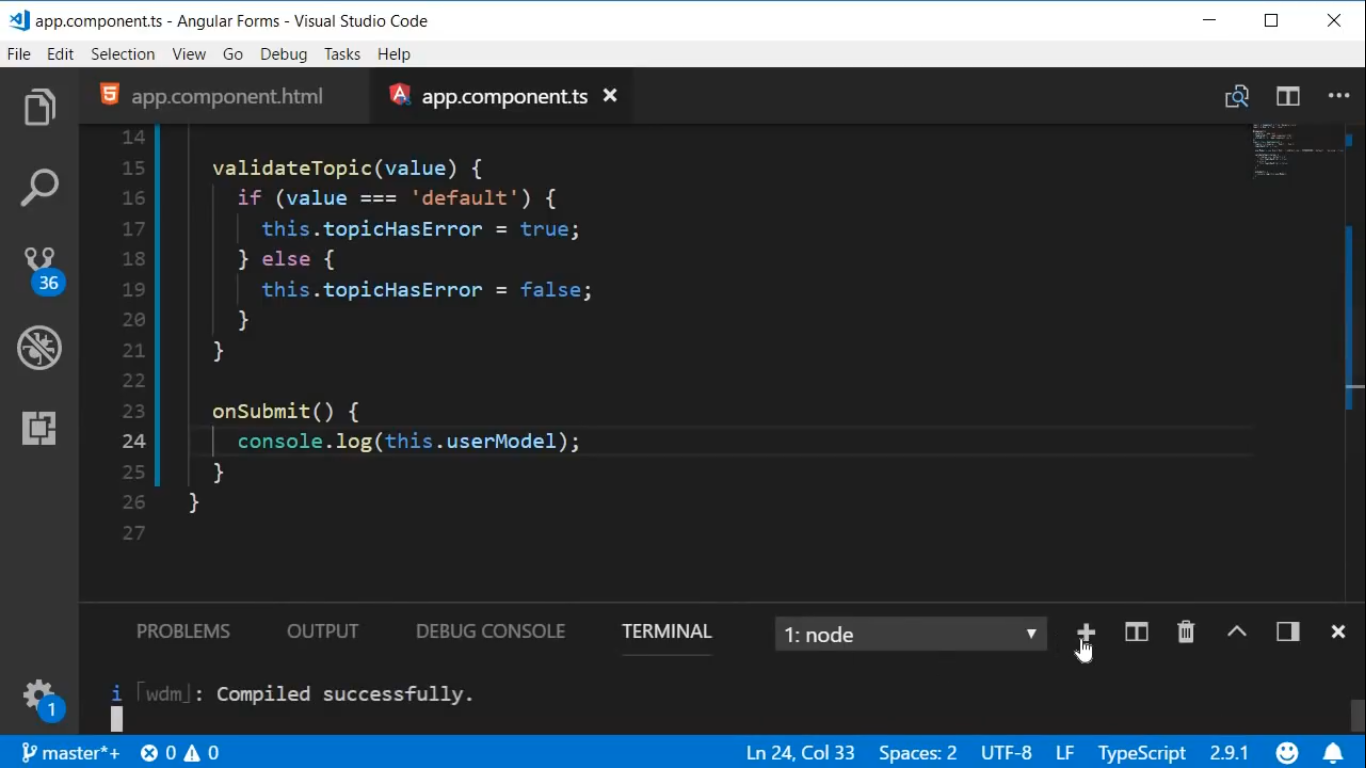 app.component.ts - Angular Forms - Visual Studio Code
File Edit Selection View Go Debug Tasks Help
app.component.html app.component.ts
14
15 validateTopic(value) {
16 if (value === 'default') {
17 this.topicHasError = true;
18 } else {
19 this.topicHasError = false;
20 }
21 }
22
23 onSubmit() {
24 console.log(this.userModel);
25 }
26 }
27
36
PROBLEMS OUTPUT DEBUG CONSOLE TERMINAL 1: node
i ｢wdm｣: Compiled successfully.
1
master*+ 0 0 Ln 24, Col 33 Spaces: 2 UTF-8 LF TypeScript 2.9.1